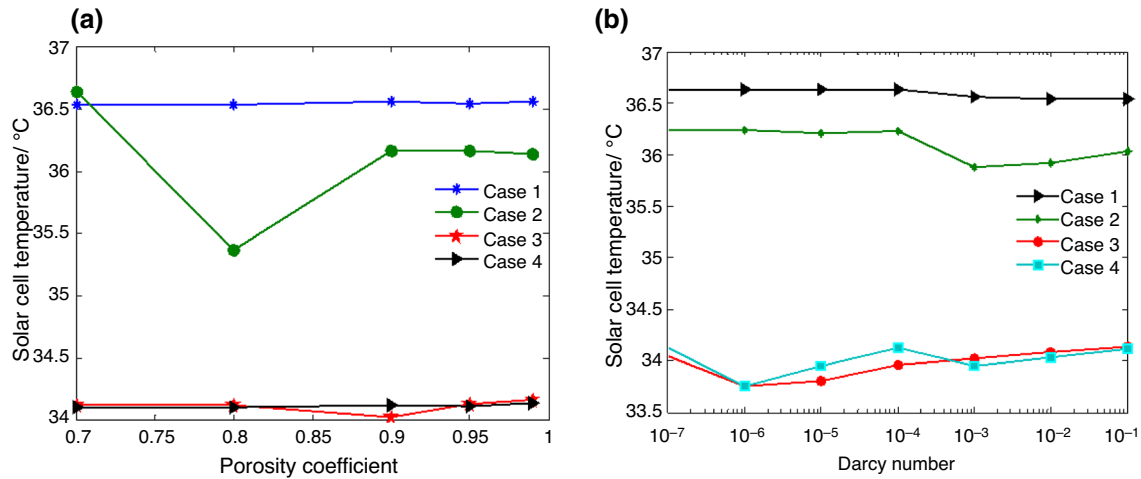 (a)
37
36.5
36
35.5
35
34.5
34
0.7
0.75
0.8
0.85
0.9
0.95
1
Solar cell temperature/ °C
Porosity coefficient
Case 1
Case 2
Case 3
Case 4
(b)
37
36.5
36
35.5
35
34.5
34
33.5
10⁻⁷
10⁻⁶
10⁻⁵
10⁻⁴
10⁻³
10⁻²
10⁻¹
Solar cell temperature/ °C
Darcy number
Case 1
Case 2
Case 3
Case 4